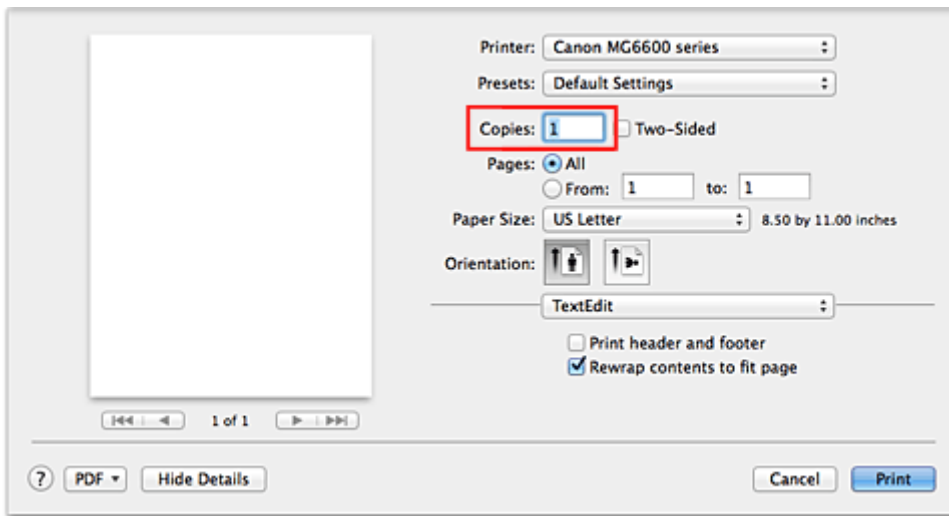 Printer: Canon MG6600 series
Presets: Default Settings
Copies: 1 Two-Sided
Pages: All
From: 1 to: 1
Paper Size: US Letter 8.50 by 11.00 inches
Orientation:
TextEdit
Print header and footer
Rewrap contents to fit page
1 of 1
? PDF Hide Details Cancel Print